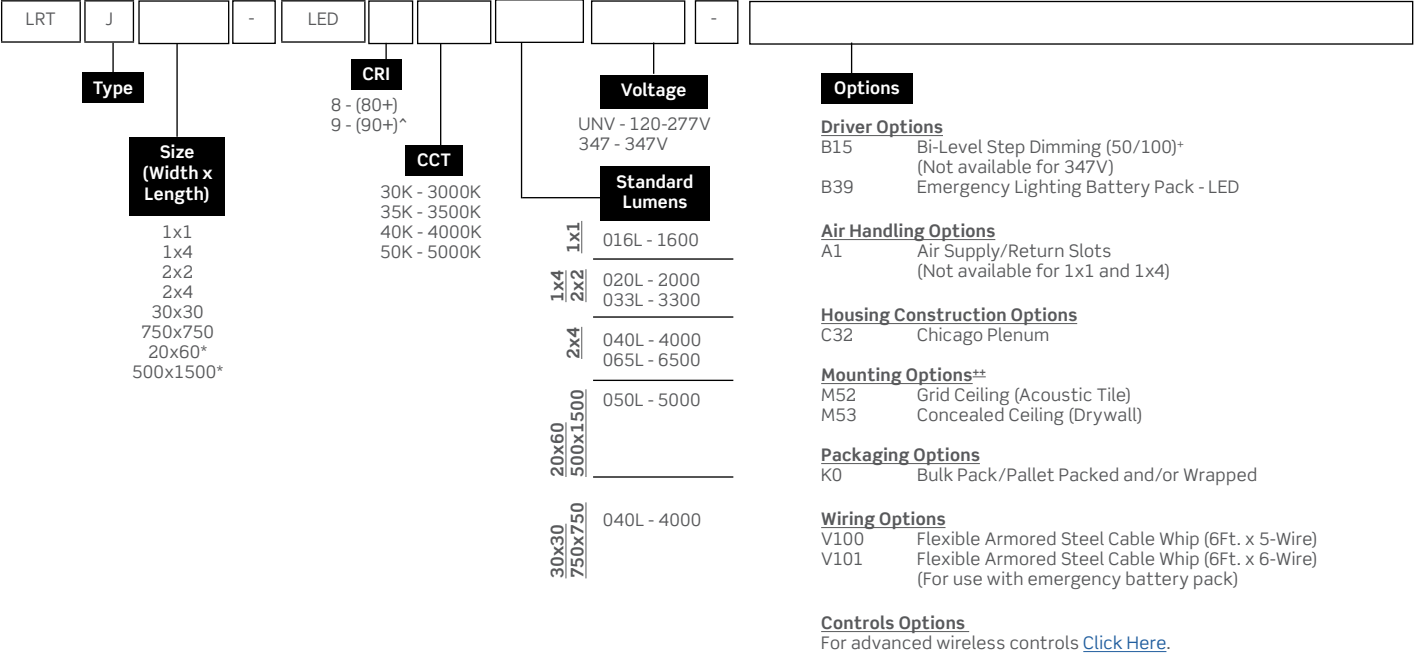 LRT J - LED -
Type
Size
(Width x
Length)
1x1
1x4
2x2
2x4
30x30
750x750
20x60*
500x1500*
CRI
8 - (80+)
9 - (90+)^
CCT
30K - 3000K
35K - 3500K
40K - 4000K
50K - 5000K
Voltage
UNV - 120-277V
347 - 347V
Standard
Lumens
1x1
016L - 1600
1x4
2x2
020L - 2000
033L - 3300
2x4
040L - 4000
065L - 6500
20x60
500x1500
050L - 5000
30x30
750x750
040L - 4000
Options
Driver Options
B15 Bi-Level Step Dimming (50/100)+
(Not available for 347V)
B39 Emergency Lighting Battery Pack - LED
Air Handling Options
A1 Air Supply/Return Slots
(Not available for 1x1 and 1x4)
Housing Construction Options
C32 Chicago Plenum
Mounting Options++
M52 Grid Ceiling (Acoustic Tile)
M53 Concealed Ceiling (Drywall)
Packaging Options
K0 Bulk Pack/Pallet Packed and/or Wrapped
Wiring Options
V100 Flexible Armored Steel Cable Whip (6Ft. x 5-Wire)
V101 Flexible Armored Steel Cable Whip (6Ft. x 6-Wire)
(For use with emergency battery pack)
Controls Options
For advanced wireless controls Click Here.